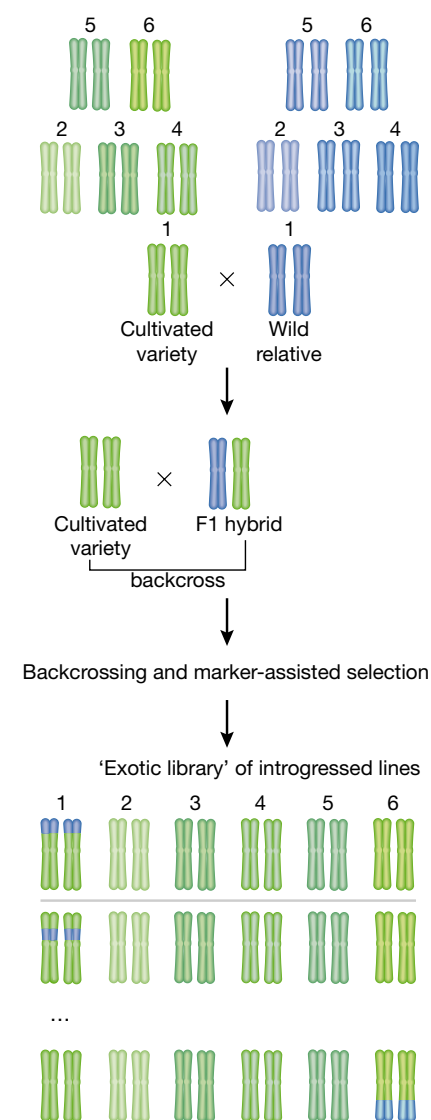 5 6
5 6
2 3 4
2 3 4
1
1
×
Cultivated
variety
Wild
relative
×
Cultivated
variety
F1 hybrid
backcross
Backcrossing and marker-assisted selection
‘Exotic library’ of introgressed lines
1 2 3 4 5 6
...